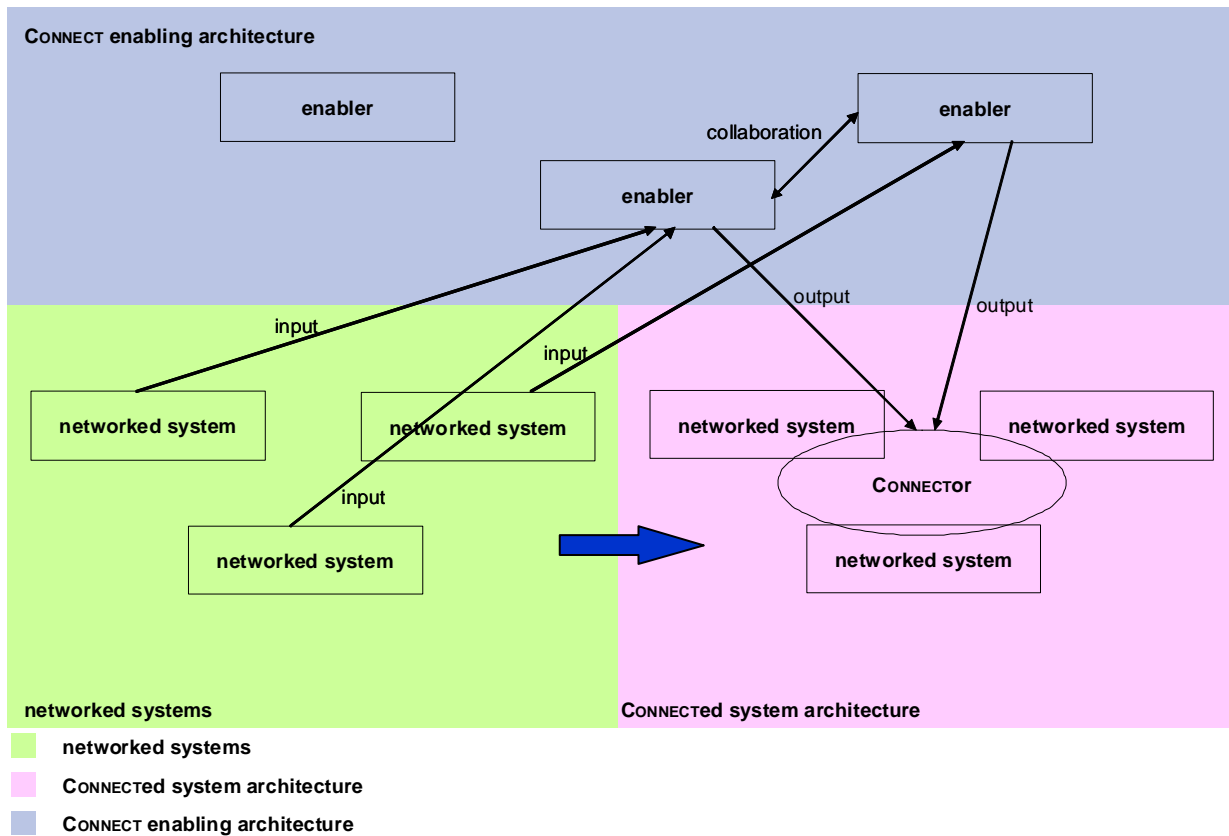 CONNECT enabling architecture
enabler
enabler
collaboration
enabler
output
output
input
input
networked system
networked system
networked system
networked system
CONNECTor
input
networked system
networked system
networked systems
CONNECTed system architecture
networked systems
CONNECTed system architecture
CONNECT enabling architecture